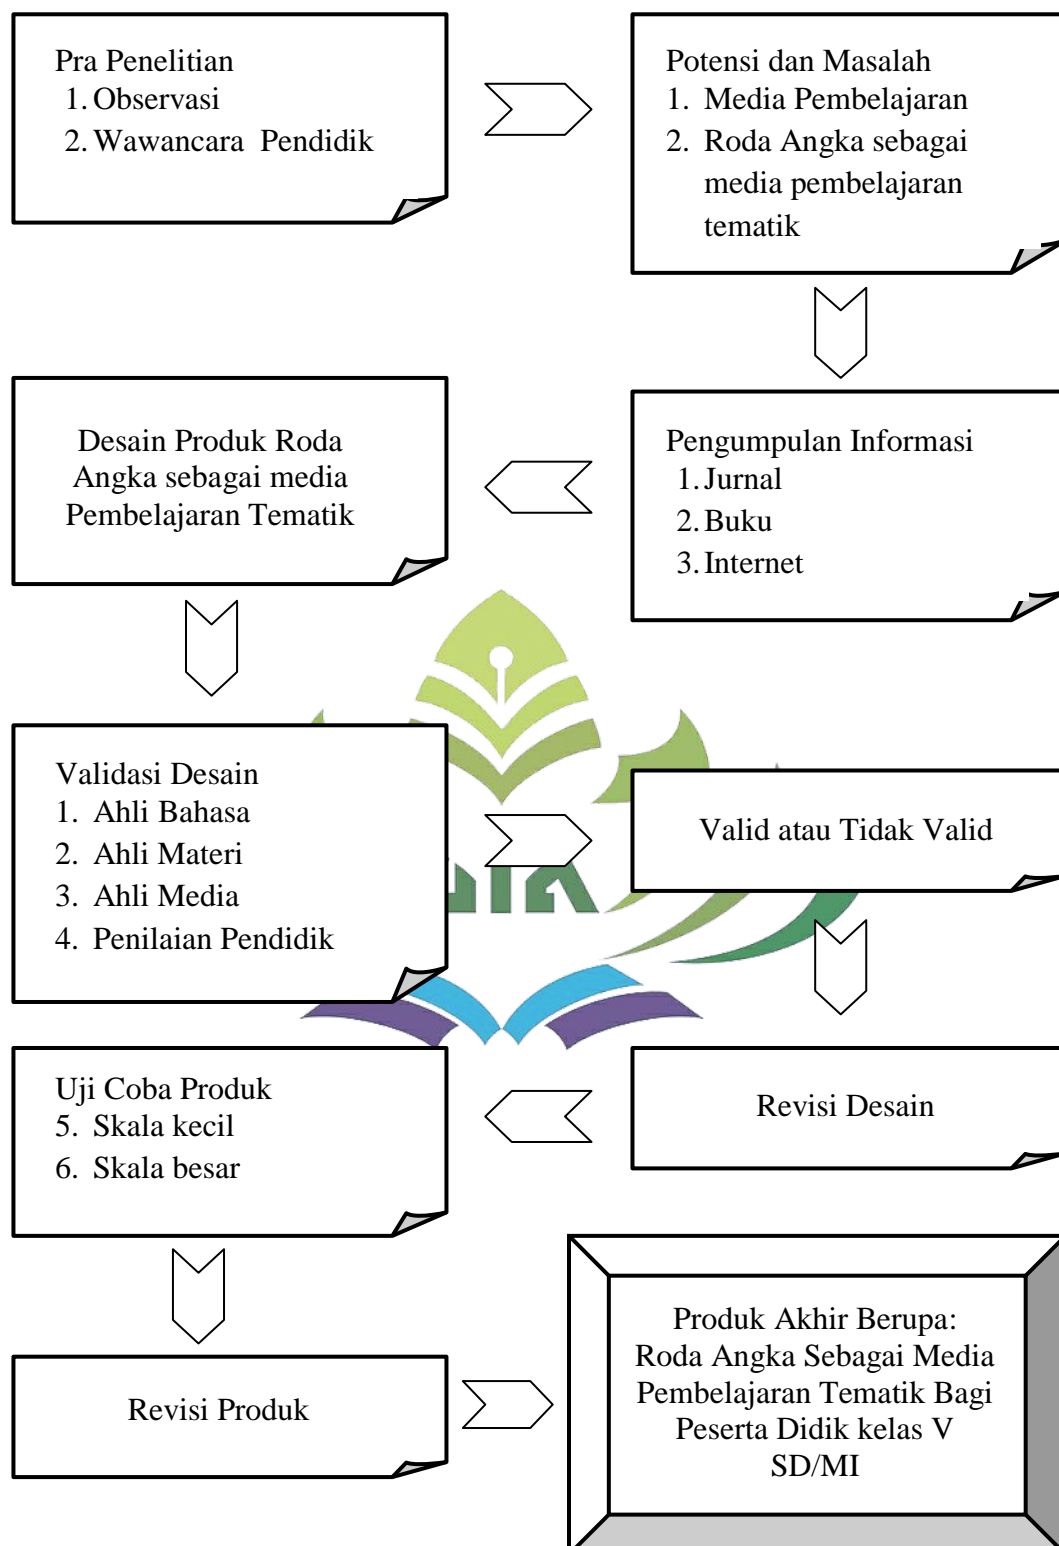 Pra Penelitian
1. Observasi
2. Wawancara Pendidik
Potensi dan Masalah
1. Media Pembelajaran
2. Roda Angka sebagai
media pembelajaran
tematik
Pengumpulan Informasi
1. Jurnal
2. Buku
3. Internet
Desain Produk Roda
Angka sebagai media
Pembelajaran Tematik
Validasi Desain
1. Ahli Bahasa
2. Ahli Materi
3. Ahli Media
4. Penilaian Pendidik
Valid atau Tidak Valid
Revisi Desain
Uji Coba Produk
5. Skala kecil
6. Skala besar
Revisi Produk
Produk Akhir Berupa:
Roda Angka Sebagai Media
Pembelajaran Tematik Bagi
Peserta Didik kelas V
SD/MI